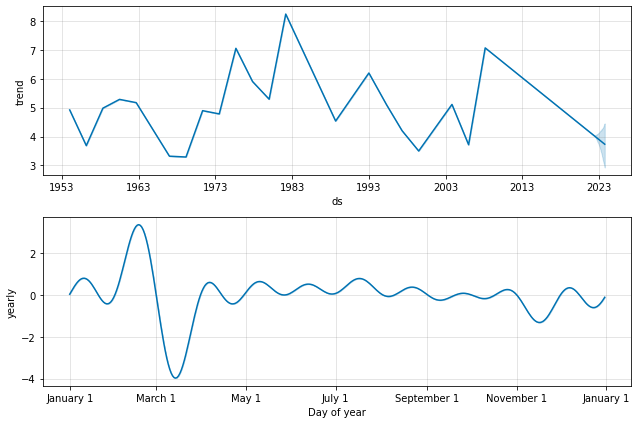 8
7
6
5
4
3
trend
1953 1963 1973 1983 1993 2003 2013 2023
ds
2
0
−2
−4
yearly
January 1 March 1 May 1 July 1 September 1 November 1 January 1
Day of year